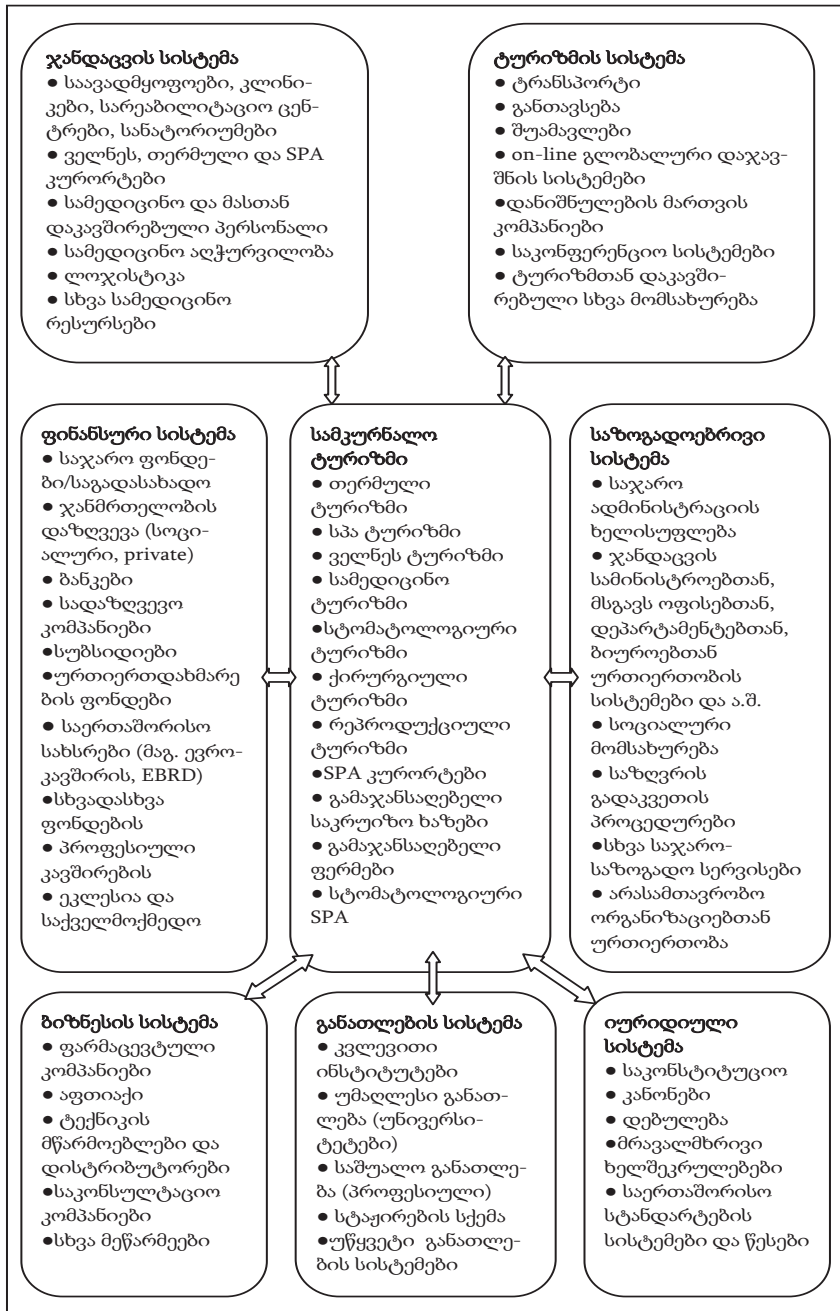 ჯანდაცვის სისტემა
● საავადმყოფოები, კლინი-
კები, სარეაბილიტაციო ცენ-
ტრები, სანატორიუმები
● ველნეს, თერმული და SPA
კურორტები
● სამედიცინო და მასთან
დაკავშირებული პერსონალი
● სამედიცინო აღჭურვილობა
● ლოჯისტიკა
● სხვა სამედიცინო
რესურსები
ტურიზმის სისტემა
● ტრანსპორტი
● განთავსება
● შუამავლები
● on-line გლობალური დაჯავ-
შნის სისტემები
●დანიშნულების მართვის
კომპანიები
● საკონფერენციო სისტემები
● ტურიზმთან დაკავში-
რებული სხვა მომსახურება
ფინანსური სისტემა
● საჯარო ფონდე-
ბი/საგადასახადო
● ჯანმრთელობის
დაზღვევა (სოცი-
ალური, private)
● ბანკები
● სადაზღვევო
კომპანიები
●სუბსიდიები
●ურთიერთდახმარე
ბის ფონდები
● საერთაშორისო
სახსრები (მაგ. ევრო-
კავშირის, EBRD)
●სხვადასხვა
ფონდების
● პროფესიული
კავშირების
● ეკლესია და
საქველმოქმედო
სამკურნალო
ტურიზმი
● თერმული
ტურიზმი
● სპა ტურიზმი
● ველნეს ტურიზმი
● სამედიცინო
ტურიზმი
●სტომატოლოგიური
ტურიზმი
● ქირურგიული
ტურიზმი
● რეპროდუქციული
ტურიზმი
●SPA კურორტები
● გამაჯანსაღებელი
საკრუიზო ხაზები
● გამაჯანსაღებელი
ფერმები
● სტომატოლოგიური
SPA
საზოგადოებრივი
სისტემა
● საჯარო
ადმინისტრაციის
ხელისუფლება
● ჯანდაცვის
სამინისტროებთან,
მსგავს ოფისებთან,
დეპარტამენტებთან,
ბიუროებთან
ურთიერთობის
სისტემები და ა.შ.
● სოციალური
მომსახურება
● საზღვრის
გადაკვეთის
პროცედურები
●სხვა საჯარო-
საზოგადო სერვისები
● არასამთავრობო
ორგანიზაციებთან
ურთიერთობა
ბიზნესის სისტემა
● ფარმაცევტული
კომპანიები
● აფთიაქი
● ტექნიკის
მწარმოებლები და
დისტრიბუტორები
●საკონსულტაციო
კომპანიები
●სხვა მეწარმეები
განათლების სისტემა
● კვლევითი
ინსტიტუტები
● უმაღლესი განათ-
ლება (უნივერსი-
ტეტები)
● საშუალო განათლე-
ბა (პროფესიული)
● სტაჟირების სქემა
●უწყვეტი განათლე-
ბის სისტემები
იურიდიული
სისტემა
● საკონსტიტუციო
● კანონები
● დებულება
●მრავალმხრივი
ხელშეკრულებები
● საერთაშორისო
სტანდარტების
სისტემები და წესები